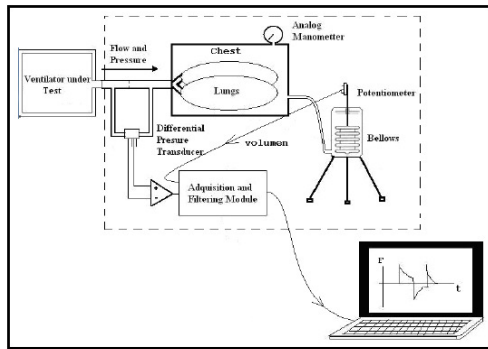 Analog
Manometter
Flow and
Pressure
Chest
Ventilator under
Test
Lungs
Potentiometer
Differential
Presure
Transducer
volumen
Bellows
Adquisition and
Filtering Module
F
t